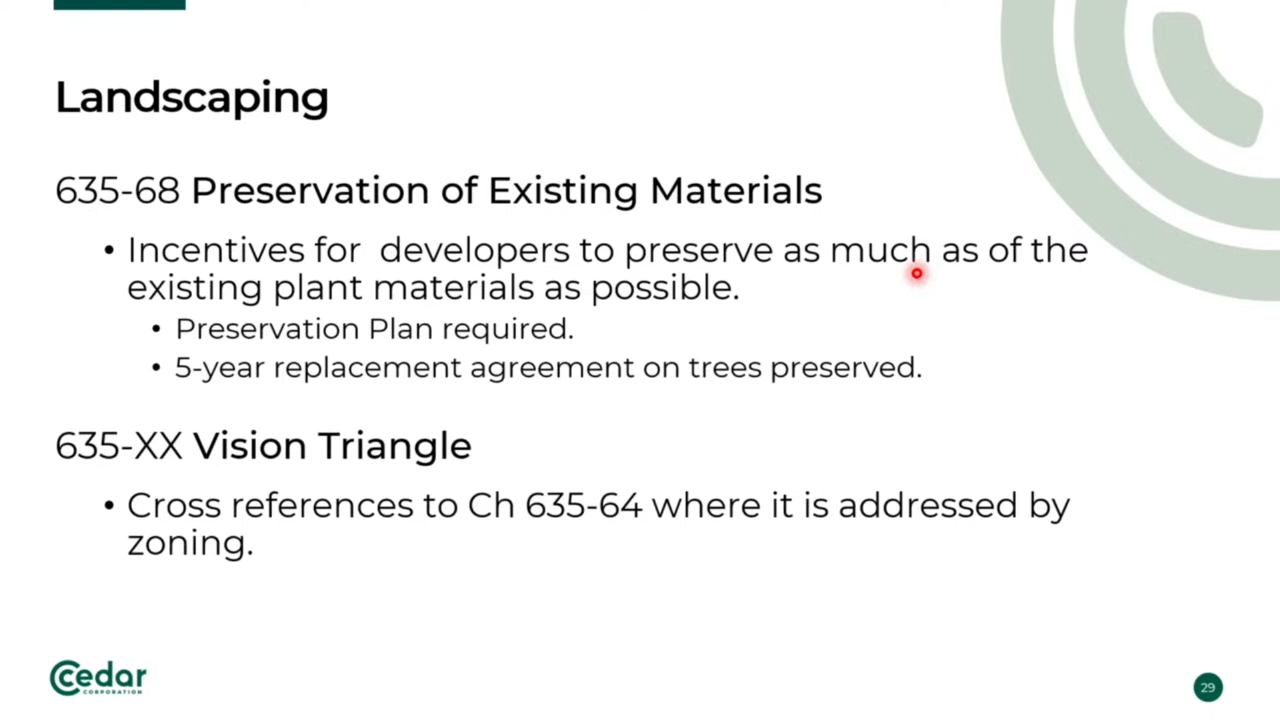 Landscaping
635-68 Preservation of Existing Materials
• Incentives for  developers to preserve as much as of the
existing plant materials as possible.
• Preservation Plan required.
• 5-year replacement agreement on trees preserved.
635-XX Vision Triangle
• Cross references to Ch 635-64 where it is addressed by
zoning.
Cedar
CORPORATION
29